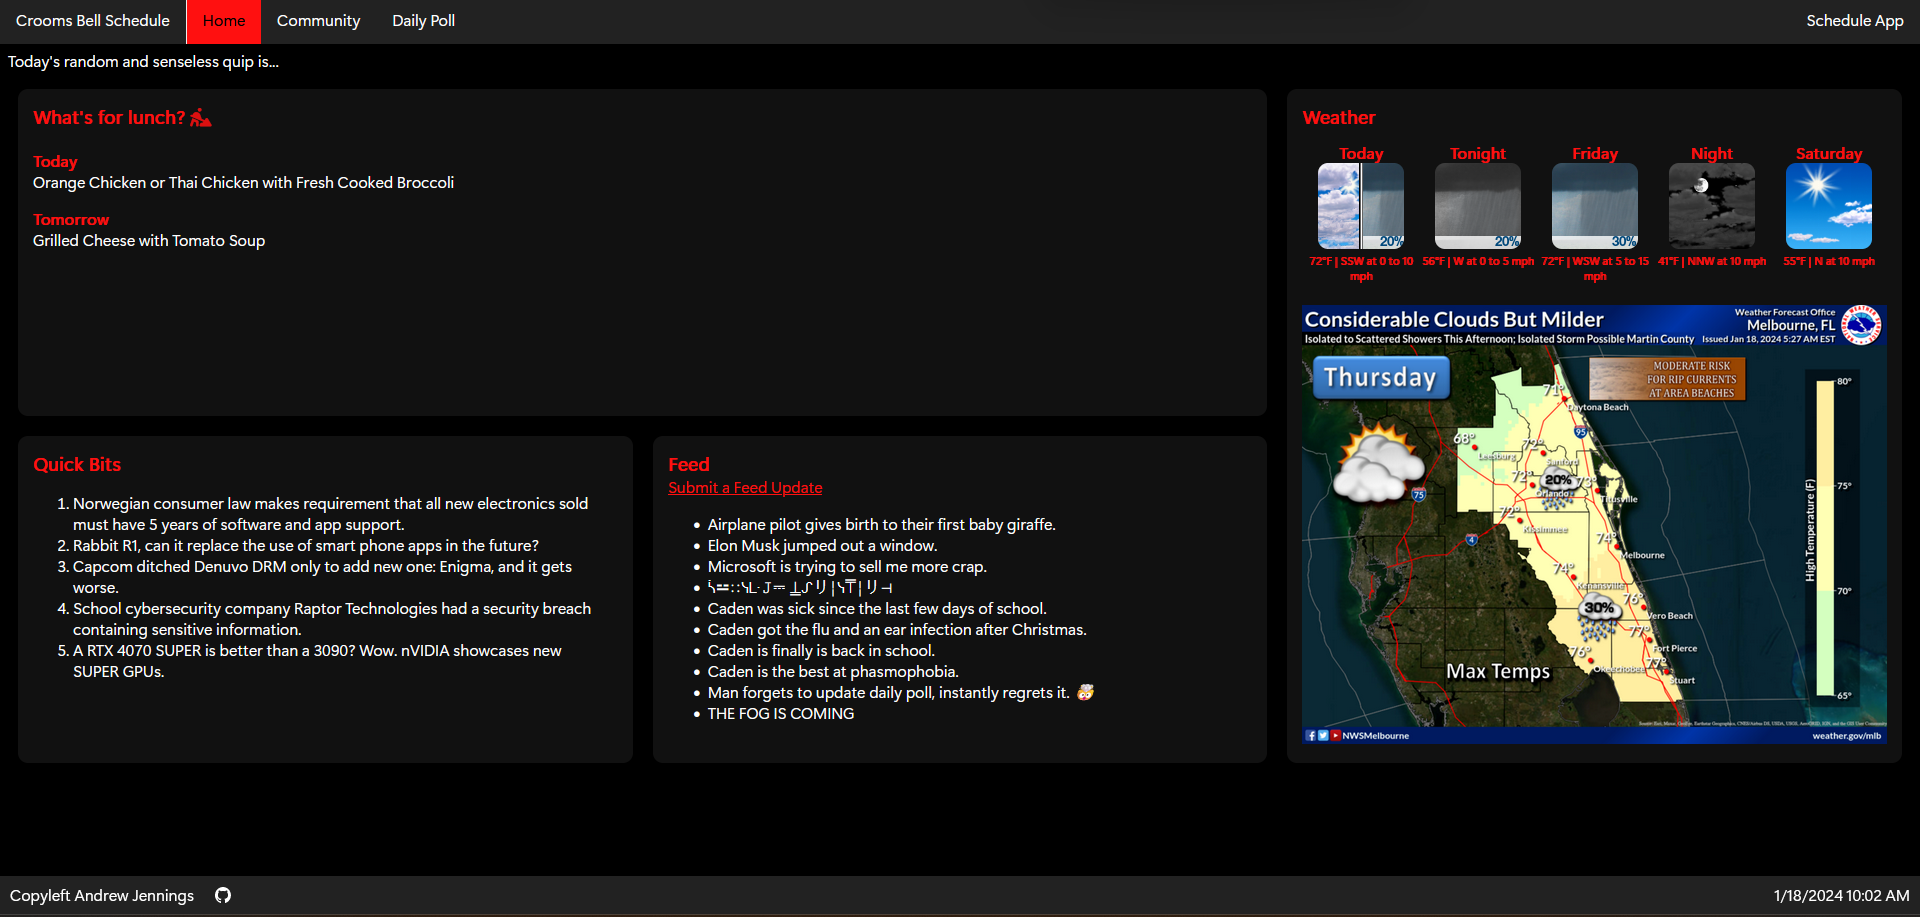 Crooms Bell Schedule
Home
Community
Daily Poll
Schedule App
Today's random and senseless quip is...
What's for lunch?
Today
Orange Chicken or Thai Chicken with Fresh Cooked Broccoli
Tomorrow
Grilled Cheese with Tomato Soup
Quick Bits
1. Norwegian consumer law makes requirement that all new electronics sold
must have 5 years of software and app support.
2. Rabbit R1, can it replace the use of smart phone apps in the future?
3. Capcom ditched Denuvo DRM only to add new one: Enigma, and it gets
worse.
4. School cybersecurity company Raptor Technologies had a security breach
containing sensitive information.
5. A RTX 4070 SUPER is better than a 3090? Wow. nVIDIA showcases new
SUPER GPUs.
Feed
Submit a Feed Update
• Airplane pilot gives birth to their first baby giraffe.
• Elon Musk jumped out a window.
• Microsoft is trying to sell me more crap.
• Caden was sick since the last few days of school.
• Caden got the flu and an ear infection after Christmas.
• Caden is finally is back in school.
• Caden is the best at phasmophobia.
• Man forgets to update daily poll, instantly regrets it. 🤯
• THE FOG IS COMING
Weather
Today
Tonight
Friday
Night
Saturday
20%
20%
30%
72°F | SSW at 0 to 10
mph
56°F | W at 0 to 5 mph
72°F | WSW at 5 to 15
mph
41°F | NNW at 10 mph
55°F | N at 10 mph
Considerable Clouds But Milder
Weather Forecast Office
Melbourne, FL
Isolated to Scattered Showers This Afternoon; Isolated Storm Possible Martin County
Issued Jan 18, 2024 5:27 AM EST
Thursday
MODERATE RISK
FOR RIP CURRENTS
AT AREA BEACHES
80°
75°
70°
65°
High Temperature (F)
71°
Daytona Beach
95
68°
Leesburg
72°
Sanford
72°
20%
Orlando
73°
Titusville
75
72°
Kissimmee
4
74°
Melbourne
74°
Kenansville
30%
76°
Vero Beach
77°
Fort Pierce
76°
Okeechobee
77°
Stuart
Max Temps
NWSMelbourne
weather.gov/mlb
Copyleft Andrew Jennings
1/18/2024 10:02 AM